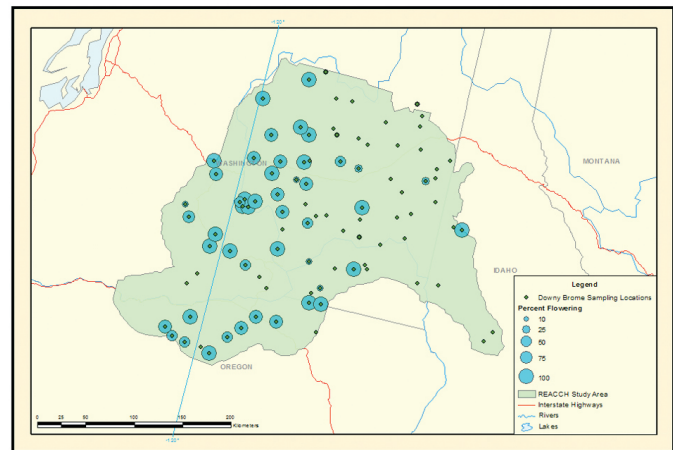 -120°
WASHINGTON
MONTANA
IDAHO
OREGON
Legend
Downy Brome Sampling Locations
Percent Flowering
10
25
50
75
100
REACCH Study Area
Interstate Highways
Rivers
Lakes
0 25 50 100 150 200
Kilometers
-120°